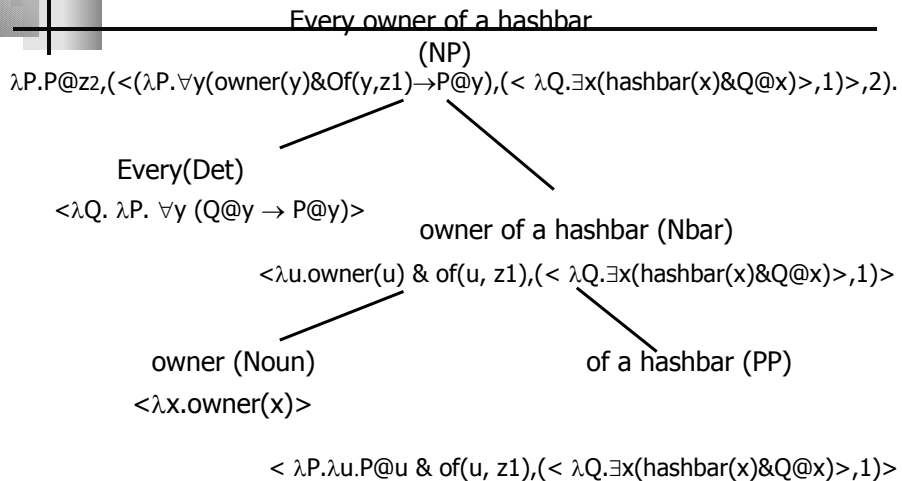 Every owner of a hashbar
(NP)
λP.P@z2,(<(λP.∀y(owner(y)&Of(y,z1)→P@y),(< λQ.∃x(hashbar(x)&Q@x)>,1)>,2).
Every(Det)
<λQ. λP. ∀y (Q@y → P@y)>
owner of a hashbar (Nbar)
<λu.owner(u) & of(u, z1),(< λQ.∃x(hashbar(x)&Q@x)>,1)>
owner (Noun) of a hashbar (PP)
<λx.owner(x)>
< λP.λu.P@u & of(u, z1),(< λQ.∃x(hashbar(x)&Q@x)>,1)>